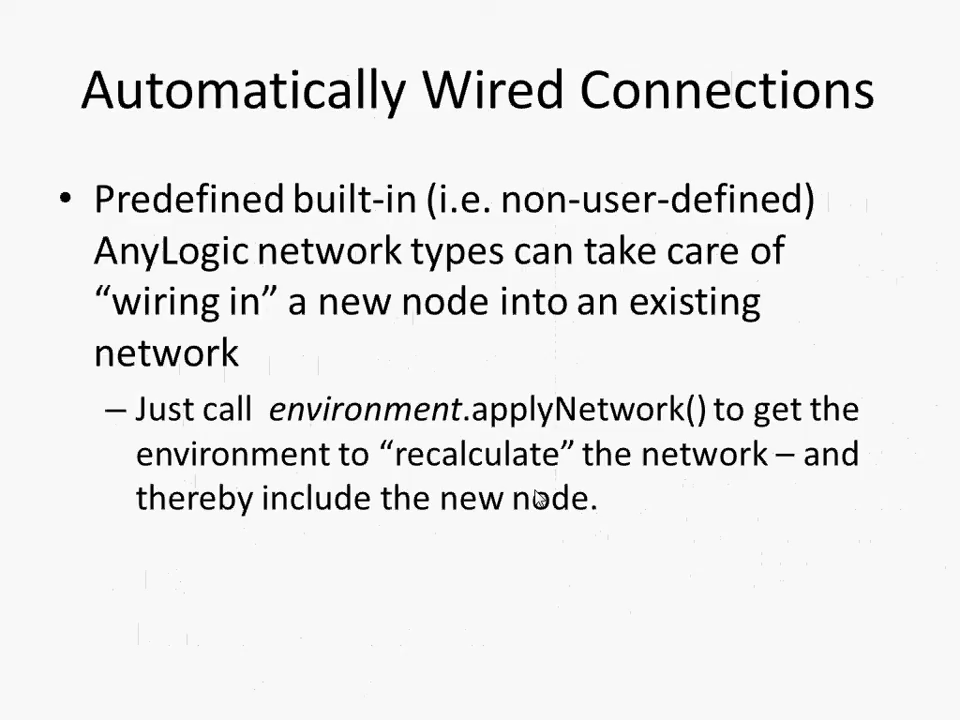 Automatically Wired Connections
• Predefined built-in (i.e. non-user-defined)
AnyLogic network types can take care of
“wiring in” a new node into an existing
network
– Just call environment.applyNetwork() to get the
environment to “recalculate” the network – and
thereby include the new node.